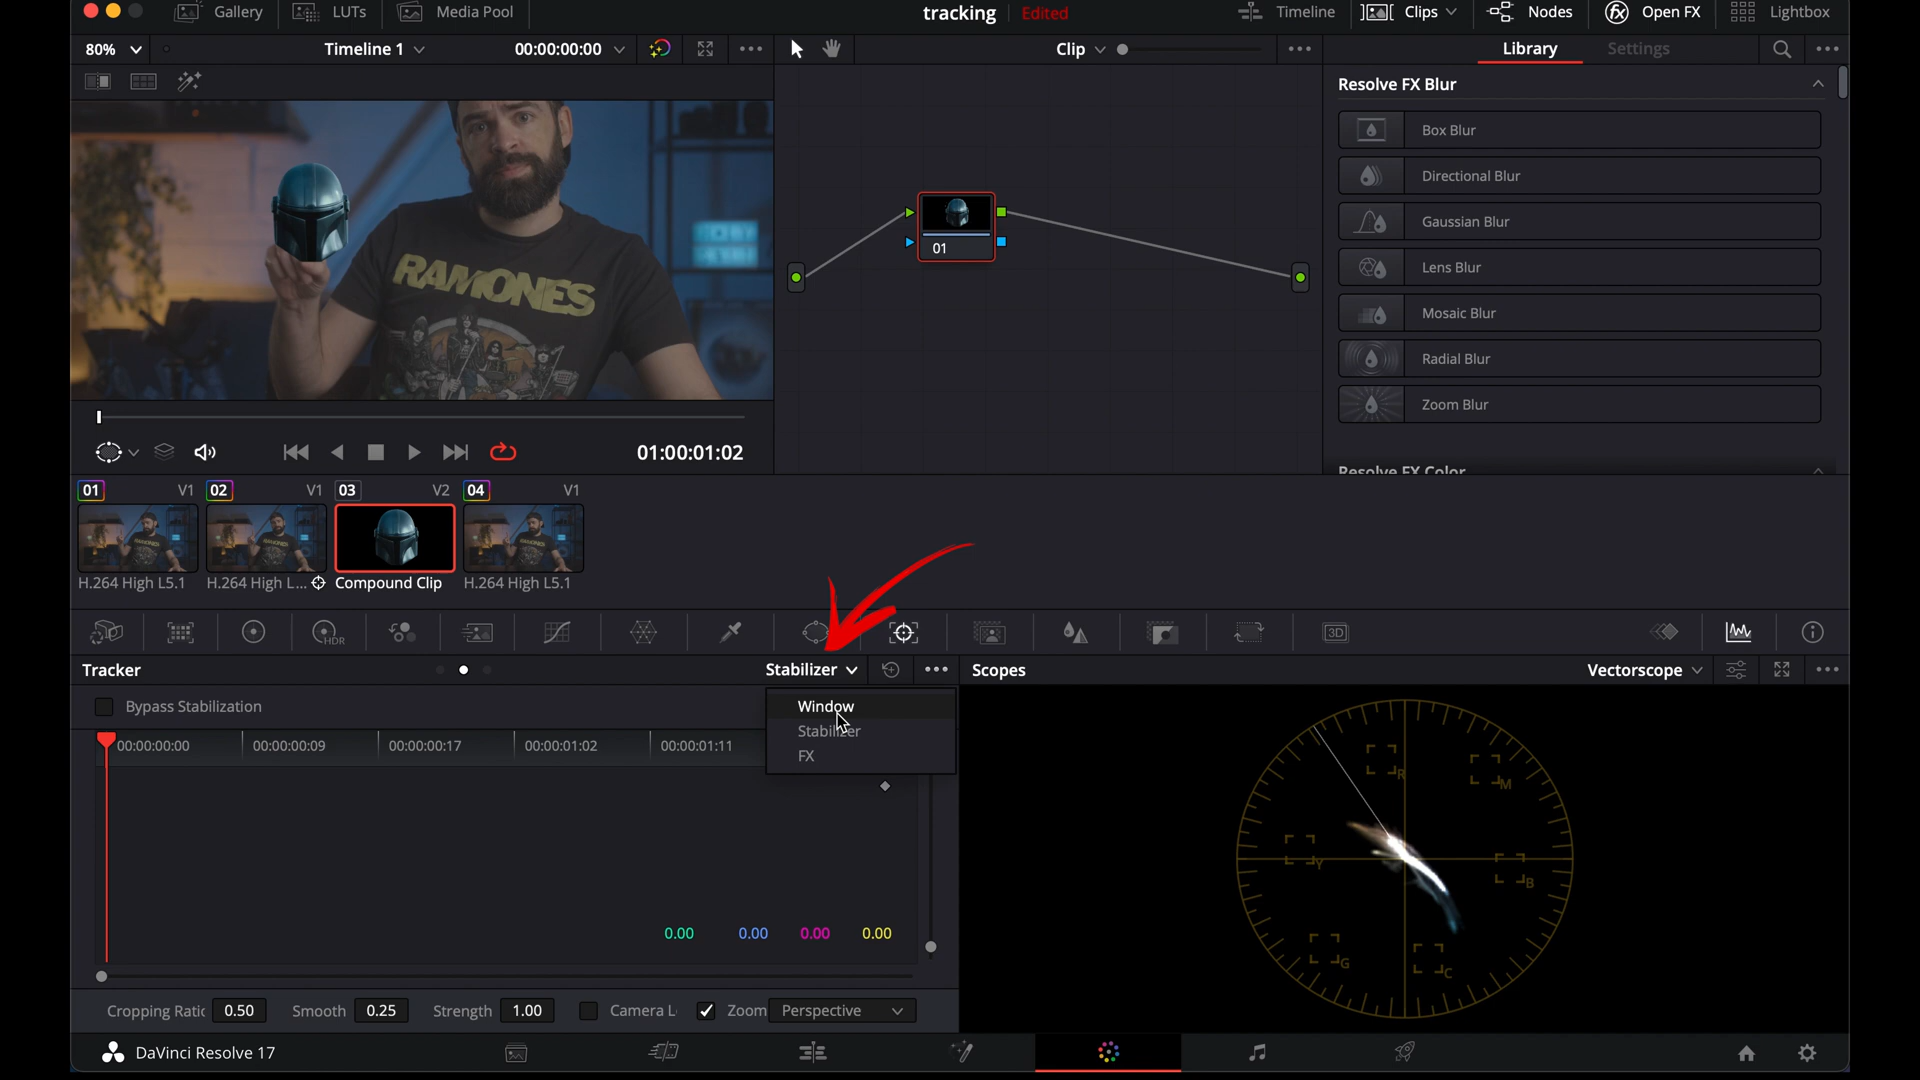 Gallery LUTs Media Pool tracking Edited Timeline Clips Nodes Open FX Lightbox
80% Timeline 1 00:00:00:00 Clip Library Settings
Resolve FX Blur
Box Blur
Directional Blur
Gaussian Blur
Lens Blur
Mosaic Blur
Radial Blur
Zoom Blur
Resolve FX Color
RAMONES
01
01:00:01:02
01 V1 02 V1 03 V2 04 V1
RAMONES
H.264 High L5.1 H.264 High L... Compound Clip H.264 High L5.1
HDR 3D
Tracker Stabilizer Scopes Vectorscope
Bypass Stabilization
Window
Stabilizer
FX
00:00:00:00 00:00:00:09 00:00:00:17 00:00:01:02 00:00:01:11
R M
Y B
G C
0.00 0.00 0.00 0.00
Cropping Ratic 0.50 Smooth 0.25 Strength 1.00 Camera L Zoom Perspective
DaVinci Resolve 17